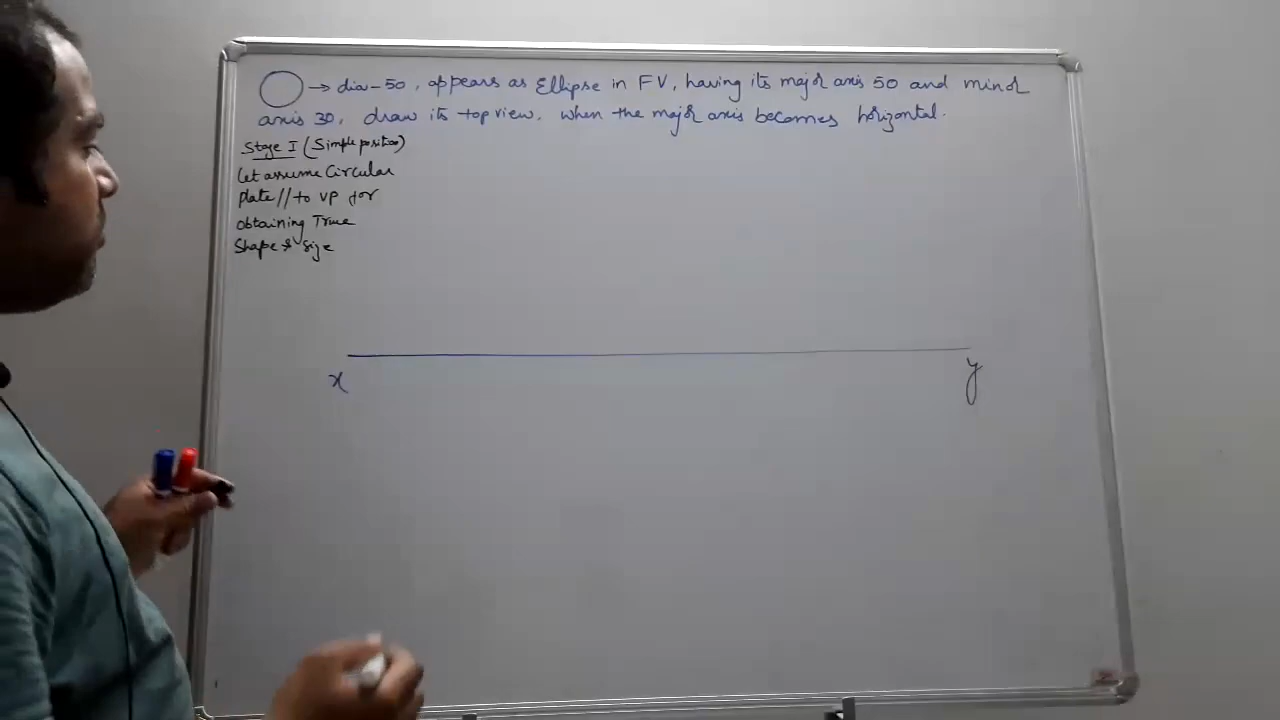 → dia-50, appears as Ellipse in FV, having its major axis 50 and minor
axis 30, draw its top view, when the major axis becomes horizontal.
Stage I (Simple position)
Let assume Circular
plate // to VP for
obtaining True
Shape & size
x
y